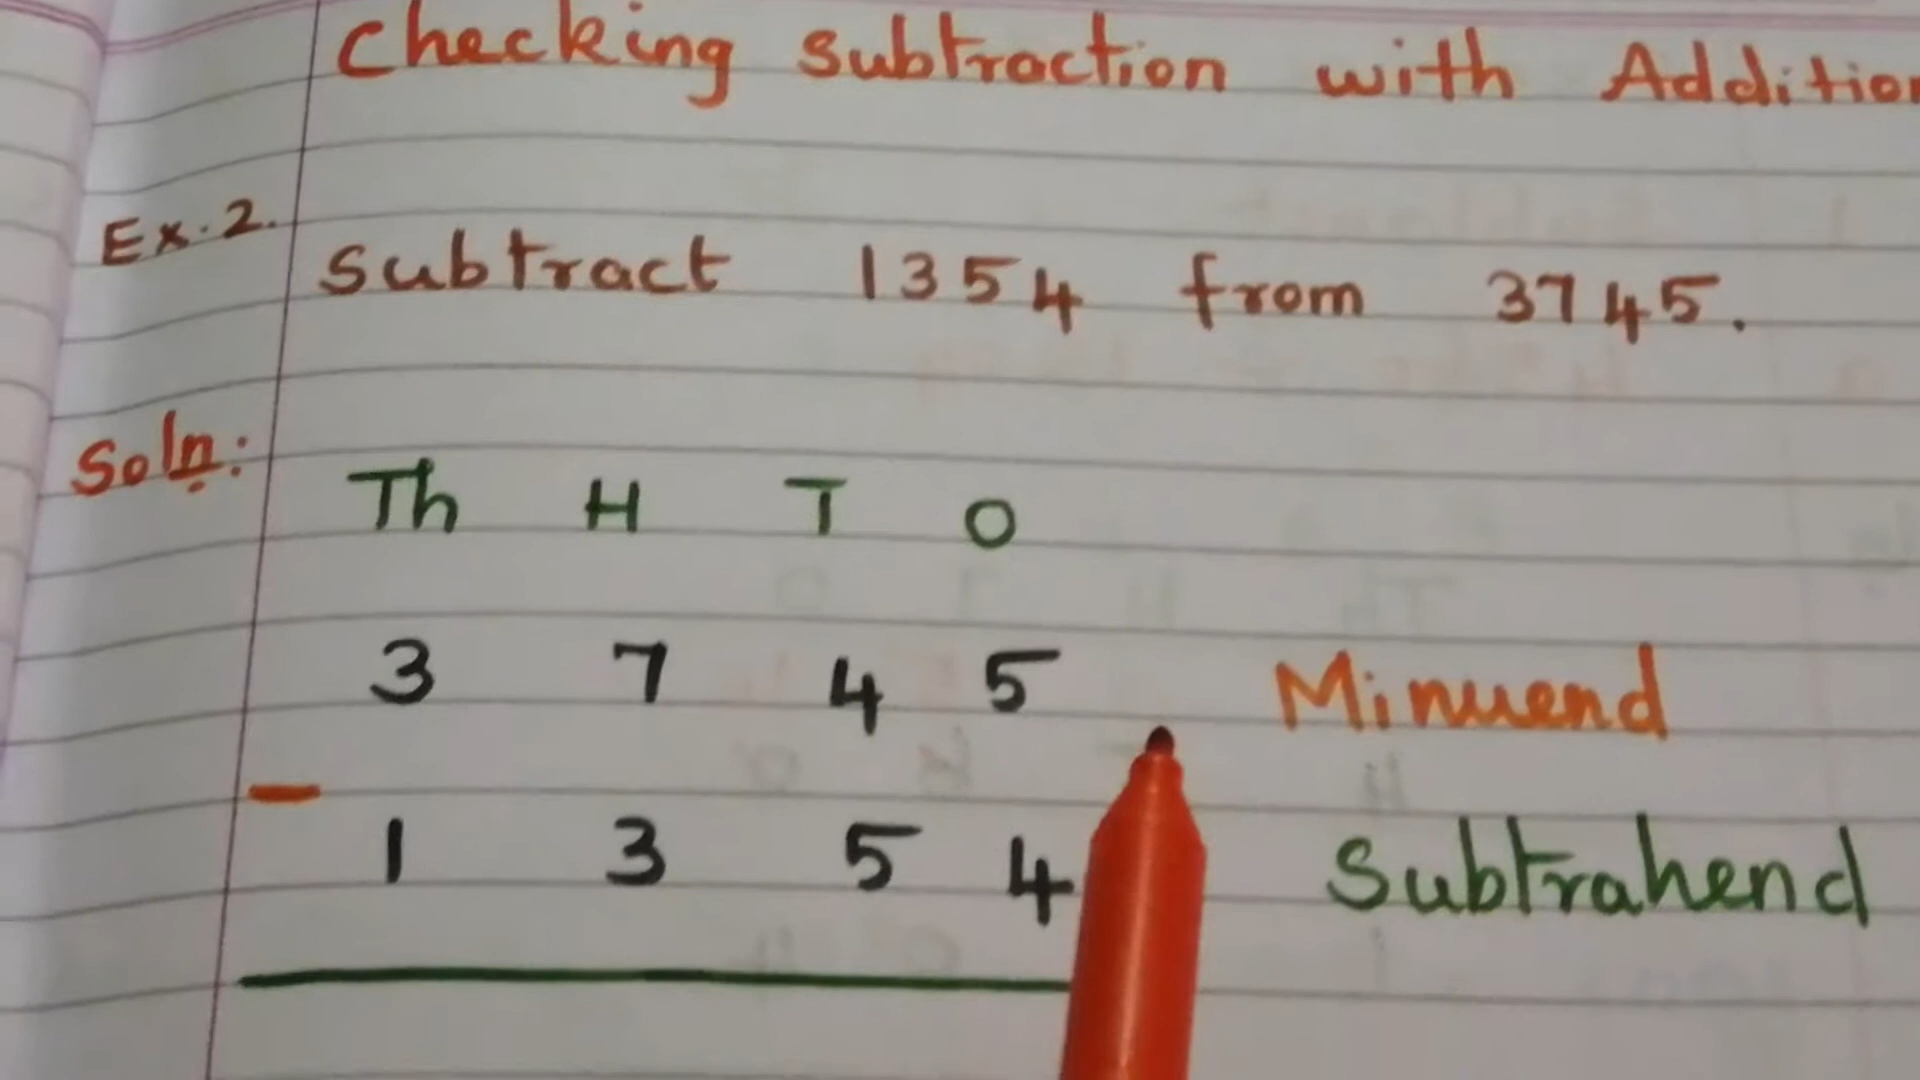 Checking Subtraction with Addition
Ex. 2. Subtract 1354 from 3745.
Soln:
Th H T O
3 7 4 5 Minuend
- 1 3 5 4 Subtrahend